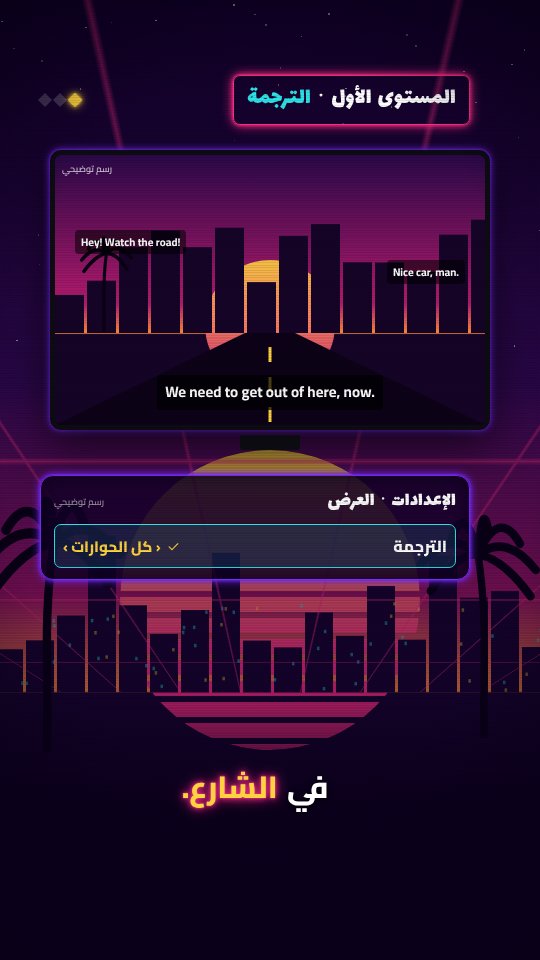 المستوى الأول · الترجمة
رسم توضيحي
Hey! Watch the road!
Nice car, man.
We need to get out of here, now.
الإعدادات · العرض
رسم توضيحي
الترجمة
✓ ‹ كل الحوارات ›
في الشارع.